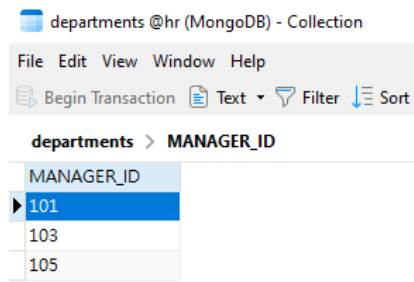 departments @hr (MongoDB) - Collection
File Edit View Window Help
Begin Transaction Text Filter Sort
departments > MANAGER_ID
MANAGER_ID
101
103
105